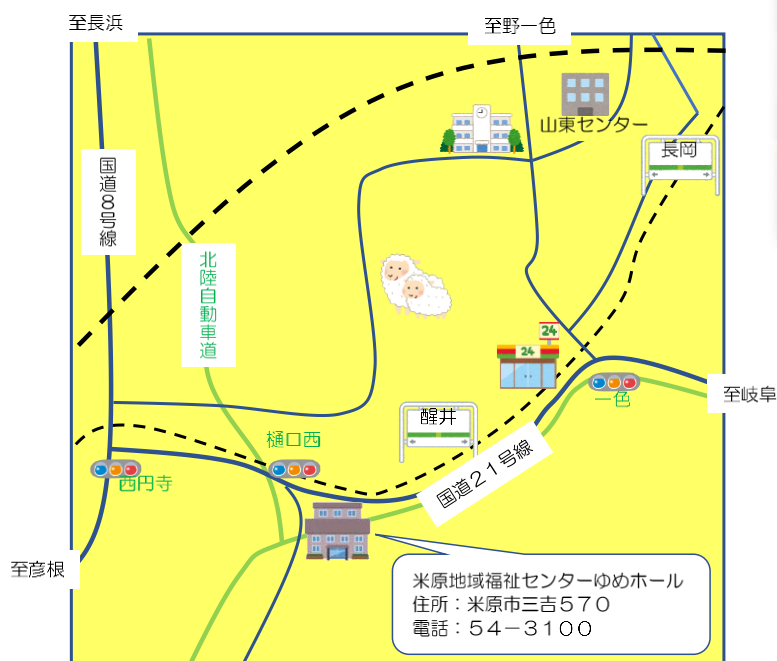 至長浜
至野一色
山東センター
長岡
国道８号線
北陸自動車道
24
24
至岐阜
一色
醒井
樋口西
国道２１号線
西円寺
至彦根
米原地域福祉センターゆめホール
住所：米原市三吉５７０
電話：５４－３１００